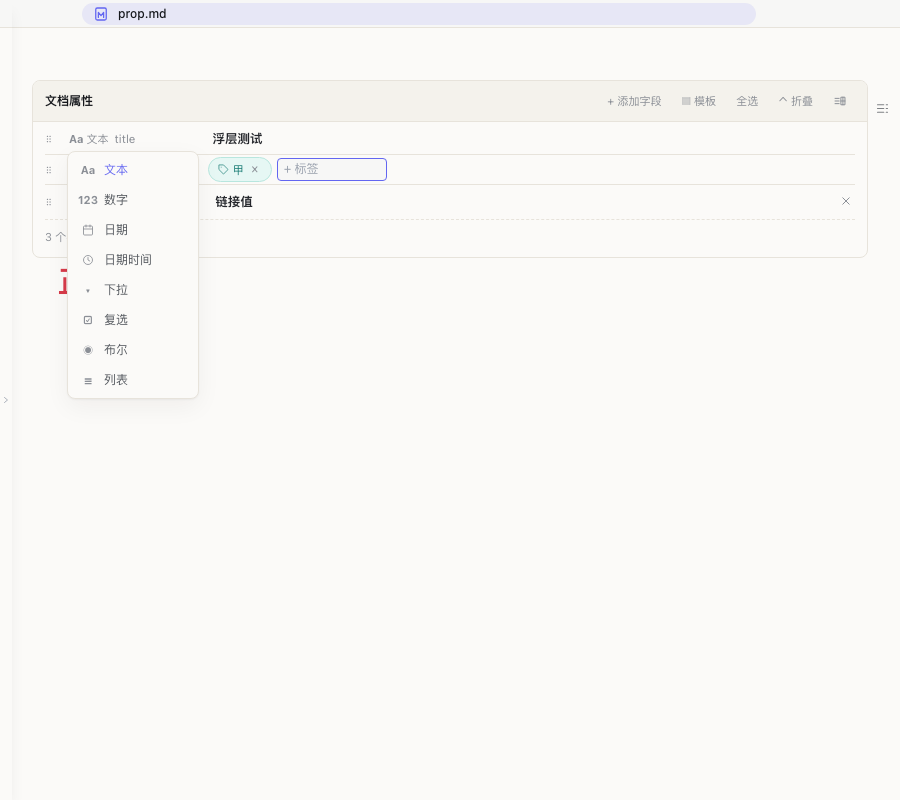 prop.md
文档属性 + 添加字段 模板 全选 折叠
Aa 文本 title 浮层测试
甲 × + 标签
链接值
3 个
Aa 文本
123 数字
日期
日期时间
下拉
复选
布尔
列表